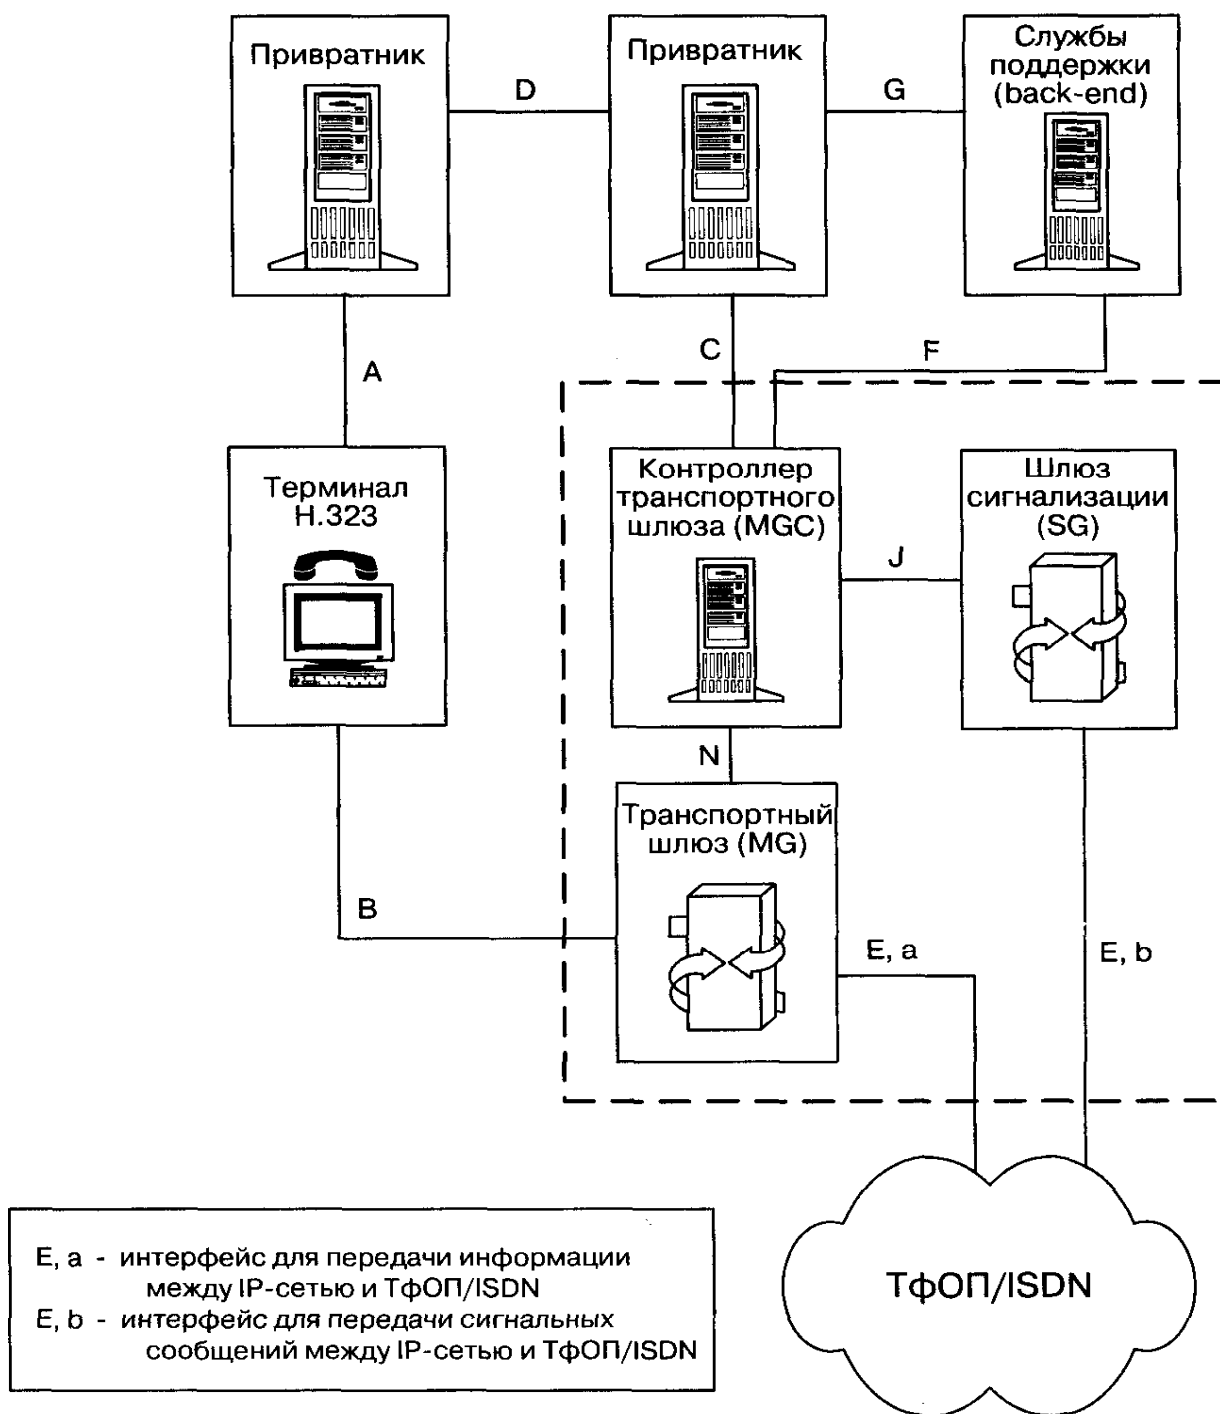 Привратник
D
Привратник
G
Службы
поддержки
(back-end)
A
C
F
Терминал
H.323
Контроллер
транспортного
шлюза (MGC)
J
Шлюз
сигнализации
(SG)
N
Транспортный
шлюз (MG)
B
E, a
E, b
E, a - интерфейс для передачи информации
между IP-сетью и ТфОП/ISDN
E, b - интерфейс для передачи сигнальных
сообщений между IP-сетью и ТфОП/ISDN
ТфОП/ISDN